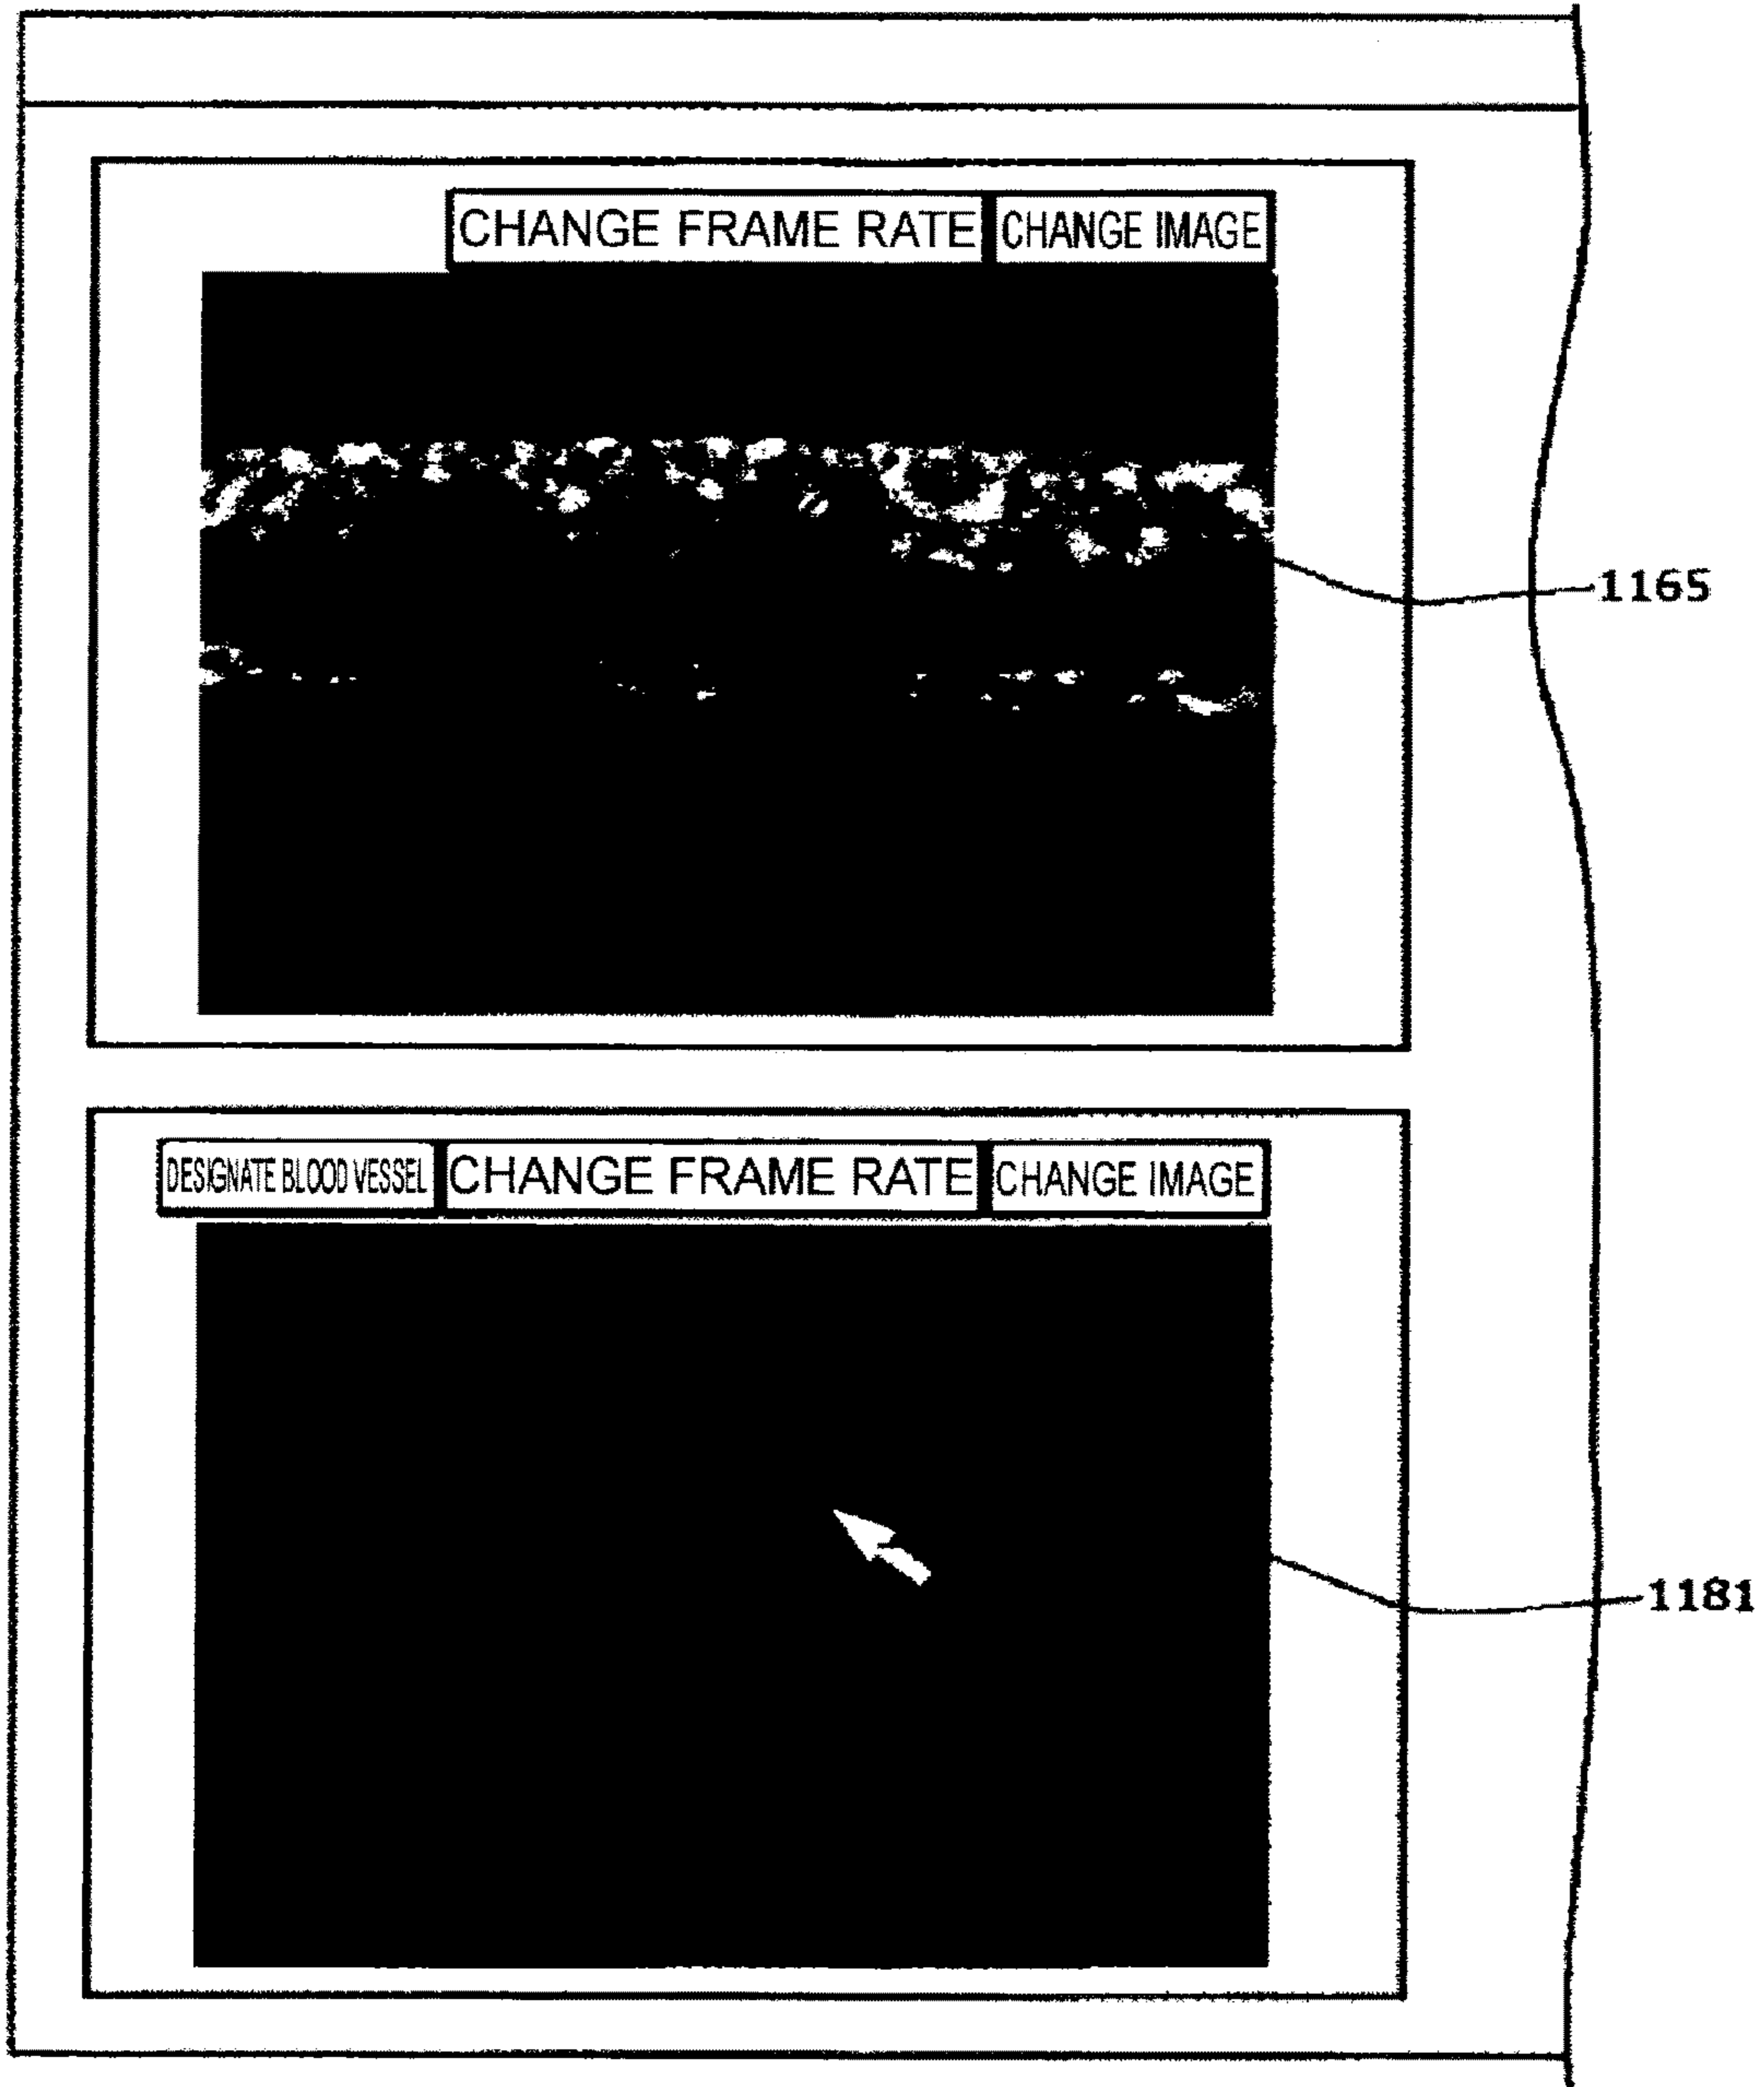 CHANGE FRAME RATE CHANGE IMAGE
1165
DESIGNATE BLOOD VESSEL CHANGE FRAME RATE CHANGE IMAGE
1181